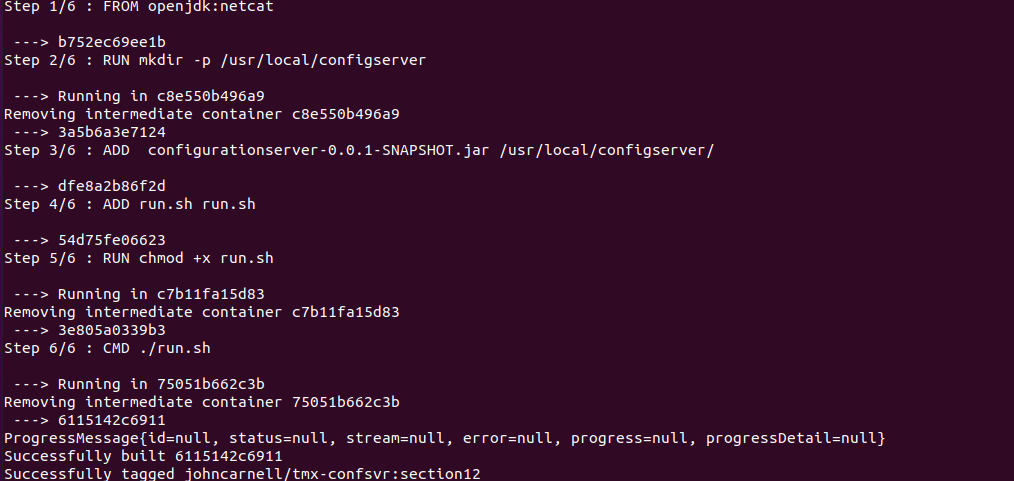 Step 1/6 : FROM openjdk:netcat
---> b752ec69ee1b
Step 2/6 : RUN mkdir -p /usr/local/configserver
---> Running in c8e550b496a9
Removing intermediate container c8e550b496a9
---> 3a5b6a3e7124
Step 3/6 : ADD  configurationserver-0.0.1-SNAPSHOT.jar /usr/local/configserver/
---> dfe8a2b86f2d
Step 4/6 : ADD run.sh run.sh
---> 54d75fe06623
Step 5/6 : RUN chmod +x run.sh
---> Running in c7b11fa15d83
Removing intermediate container c7b11fa15d83
---> 3e805a0339b3
Step 6/6 : CMD ./run.sh
---> Running in 75051b662c3b
Removing intermediate container 75051b662c3b
---> 6115142c6911
ProgressMessage{id=null, status=null, stream=null, error=null, progress=null, progressDetail=null}
Successfully built 6115142c6911
Successfully tagged johncarnell/tmx-confsvr:section12